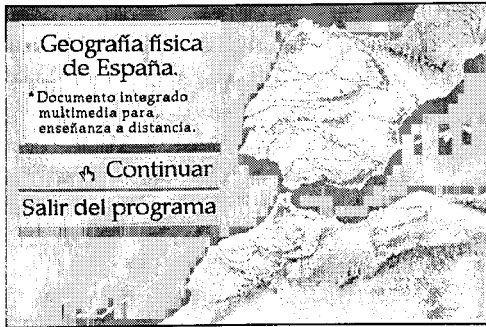 Geografía física
de España.
*Documento integrado
multimedia para
enseñanza a distancia.
Continuar
Salir del programa